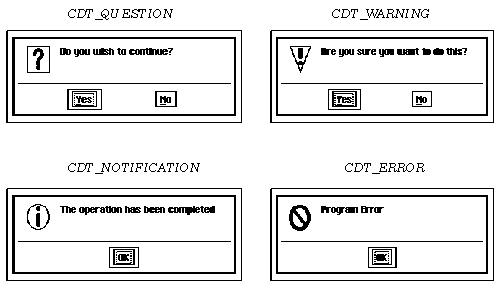 CDT_QUESTION
CDT_WARNING
Do you wish to continue?
Are you sure you want to do this?
Yes
No
Yes
No
CDT_NOTIFICATION
CDT_ERROR
The operation has been completed
Program Error
OK
OK